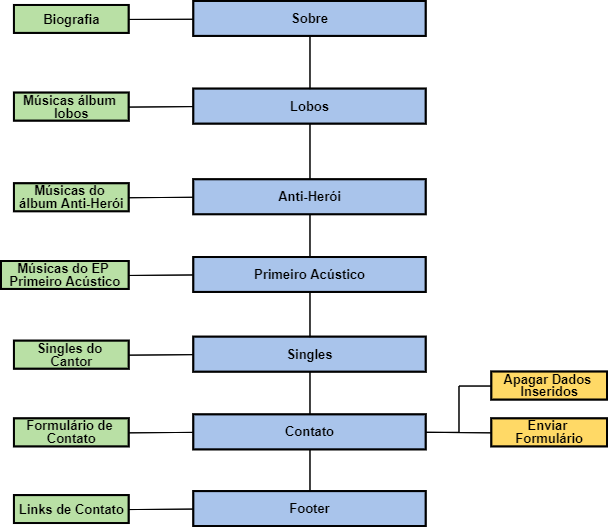 Biografia
Sobre
Músicas álbum
lobos
Lobos
Músicas do
álbum Anti-Herói
Anti-Herói
Músicas do EP
Primeiro Acústico
Primeiro Acústico
Singles do
Cantor
Singles
Apagar Dados
Inseridos
Formulário de
Contato
Contato
Enviar
Formulário
Links de Contato
Footer